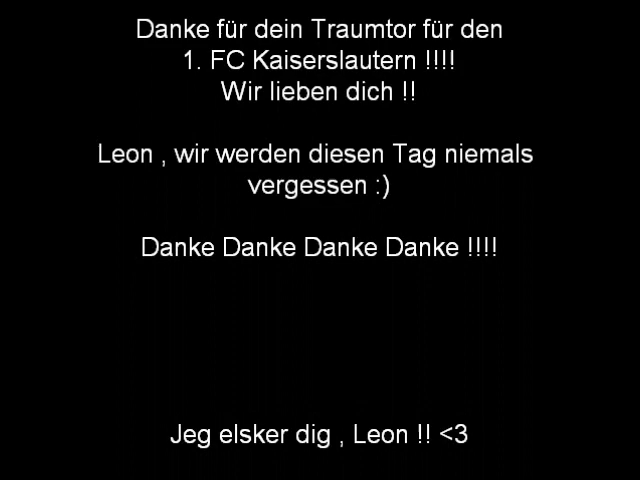 Danke für dein Traumtor für den
1. FC Kaiserslautern !!!!
Wir lieben dich !!
Leon , wir werden diesen Tag niemals
vergessen :)
Danke Danke Danke Danke !!!!
Jeg elsker dig , Leon !! <3